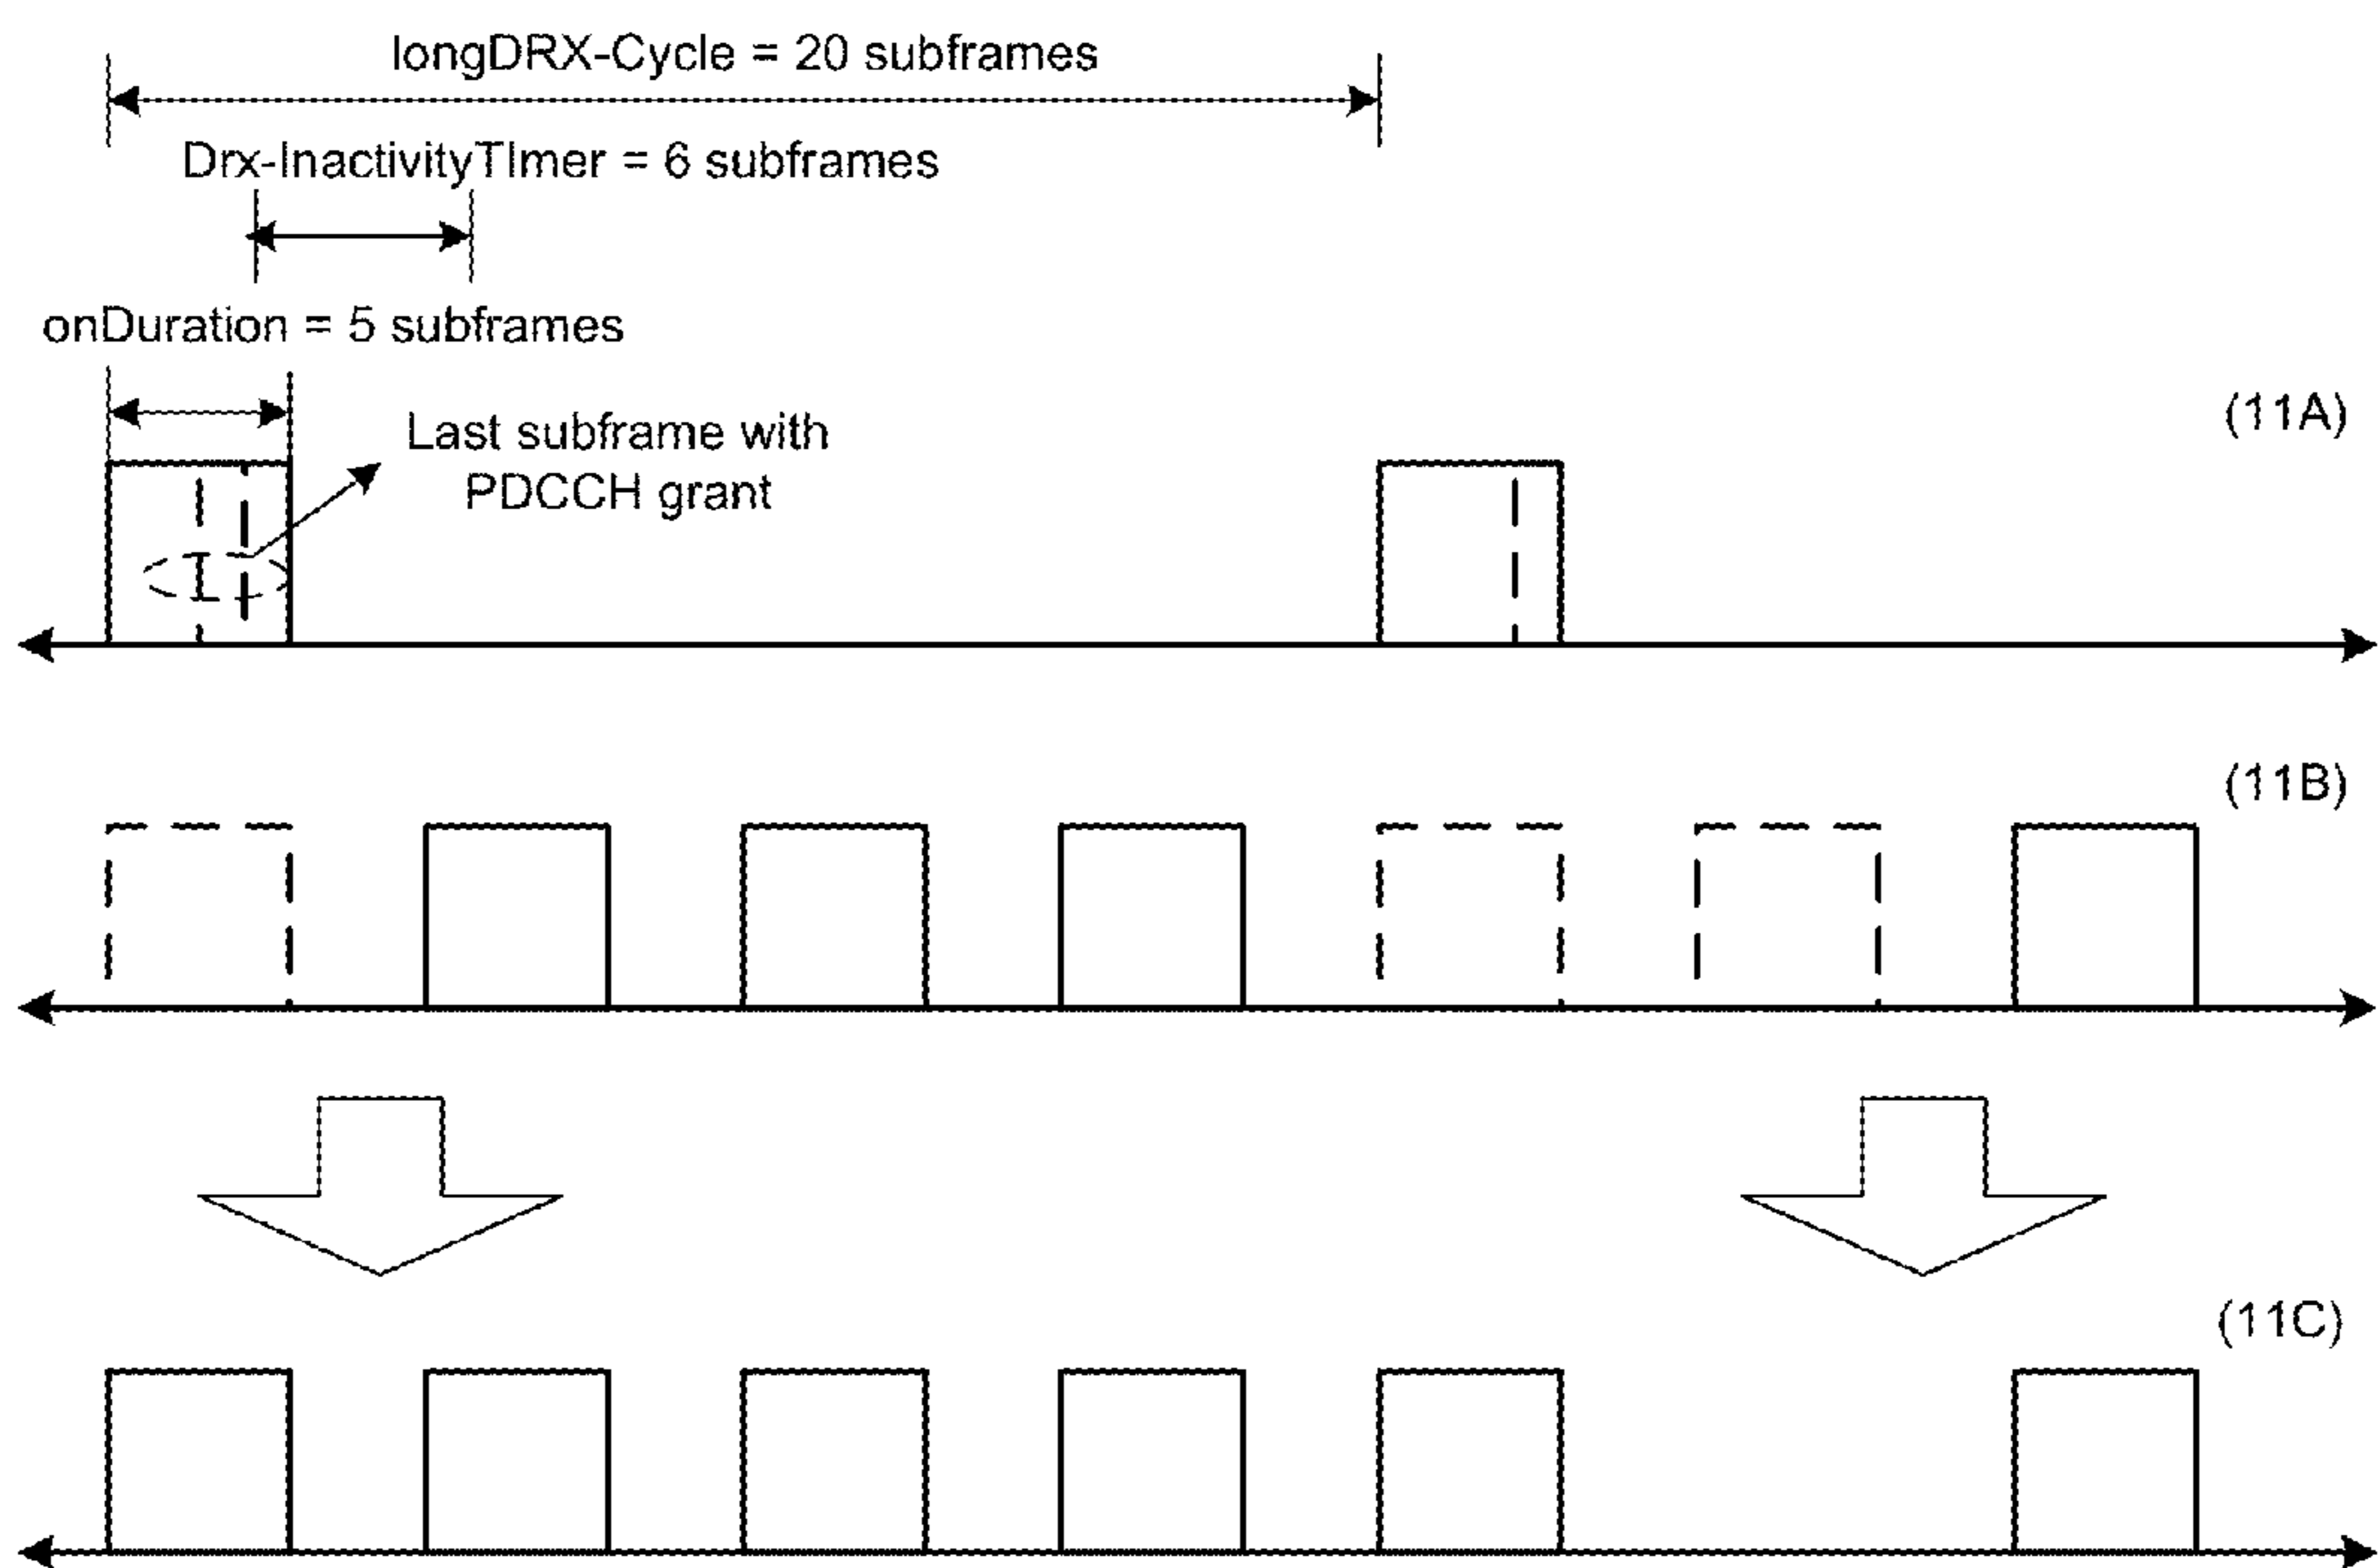 longDRX-Cycle = 20 subframes
Drx-InactivityTImer = 6 subframes
onDuration = 5 subframes
(11A)
Last subframe with
PDCCH grant
(11B)
(11C)